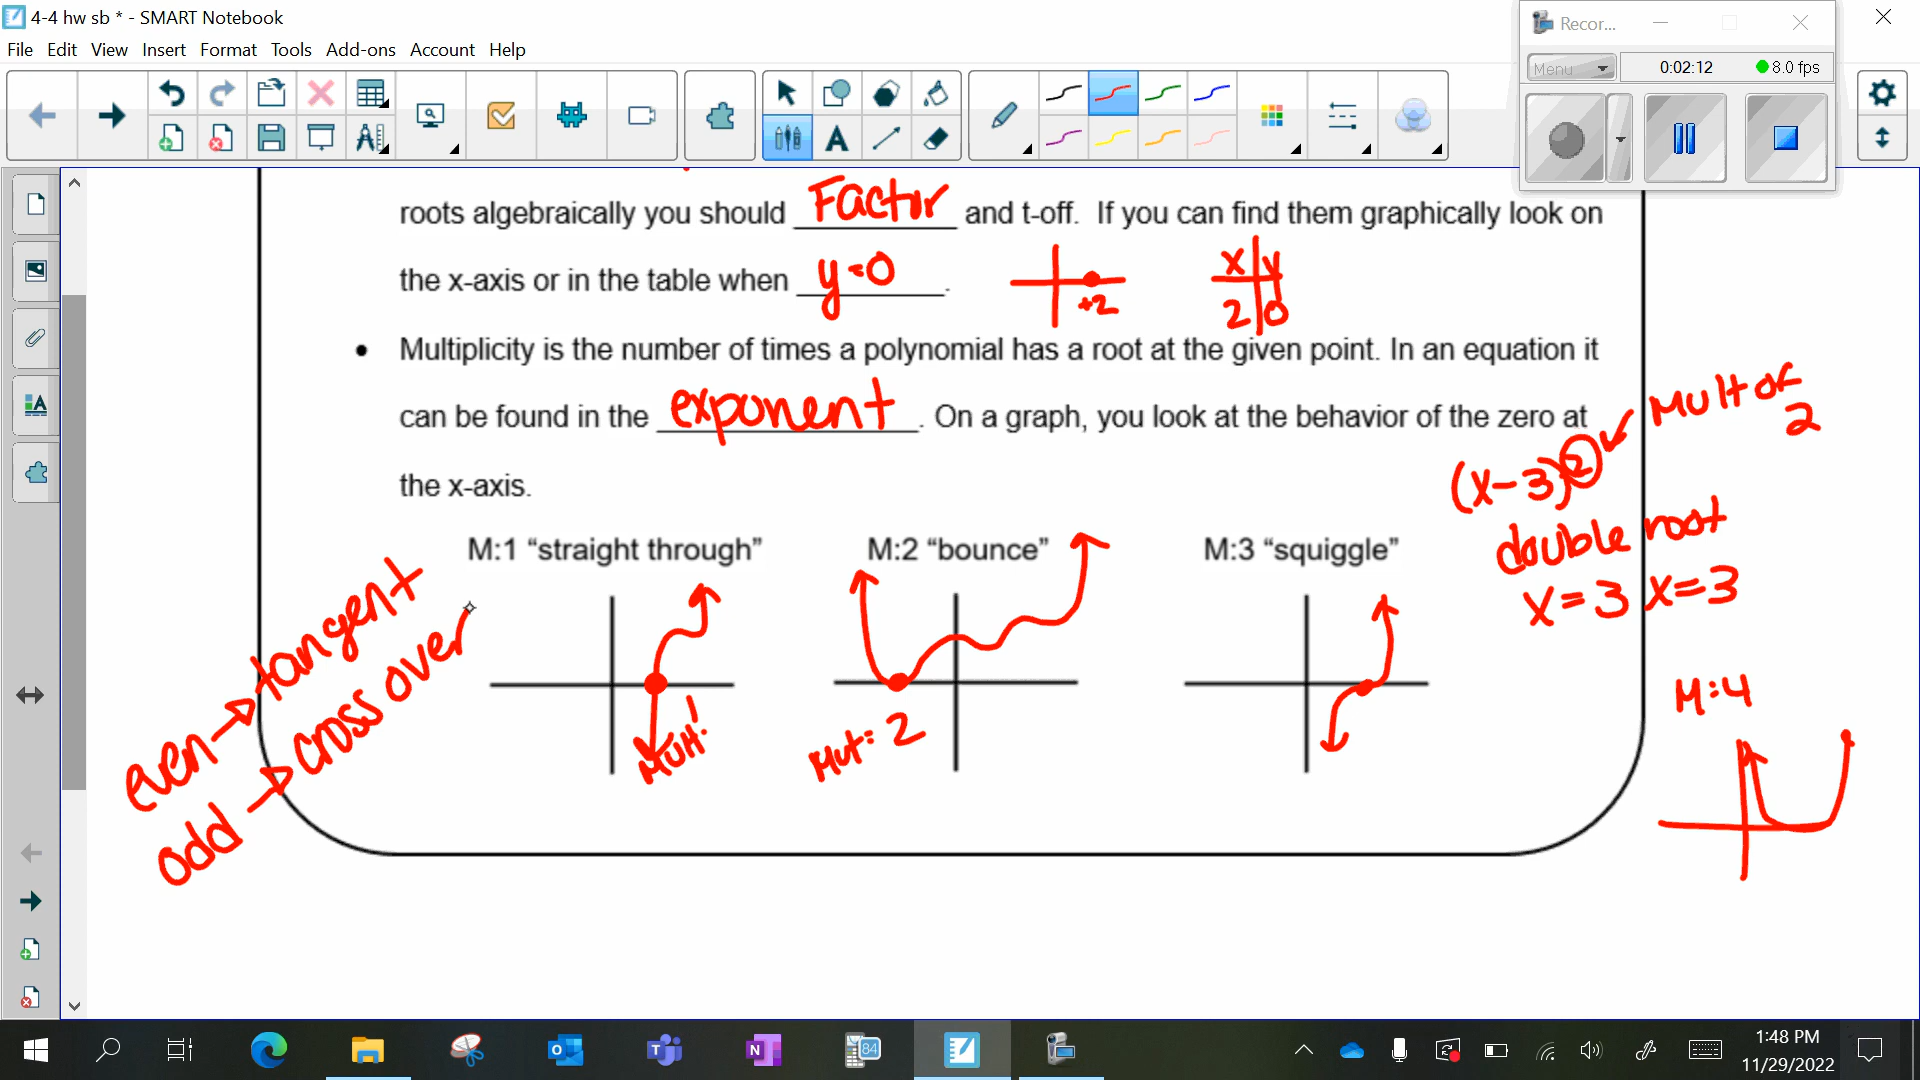 4-4 hw sb * - SMART Notebook
Recor...
File Edit View Insert Format Tools Add-ons Account Help
Menu
0:02:12
8.0 fps
roots algebraically you should Factor and t-off. If you can find them graphically look on
the x-axis or in the table when y=0.
+2
x y
2 0
Multiplicity is the number of times a polynomial has a root at the given point. In an equation it
can be found in the exponent. On a graph, you look at the behavior of the zero at
the x-axis.
Mult of
2
(x-3)²
double root
x=3 x=3
M:1 “straight through” M:2 “bounce” M:3 “squiggle”
even → tangent
odd → cross over
Mult: 1
Mut: 2
M:4
84
1:48 PM
11/29/2022